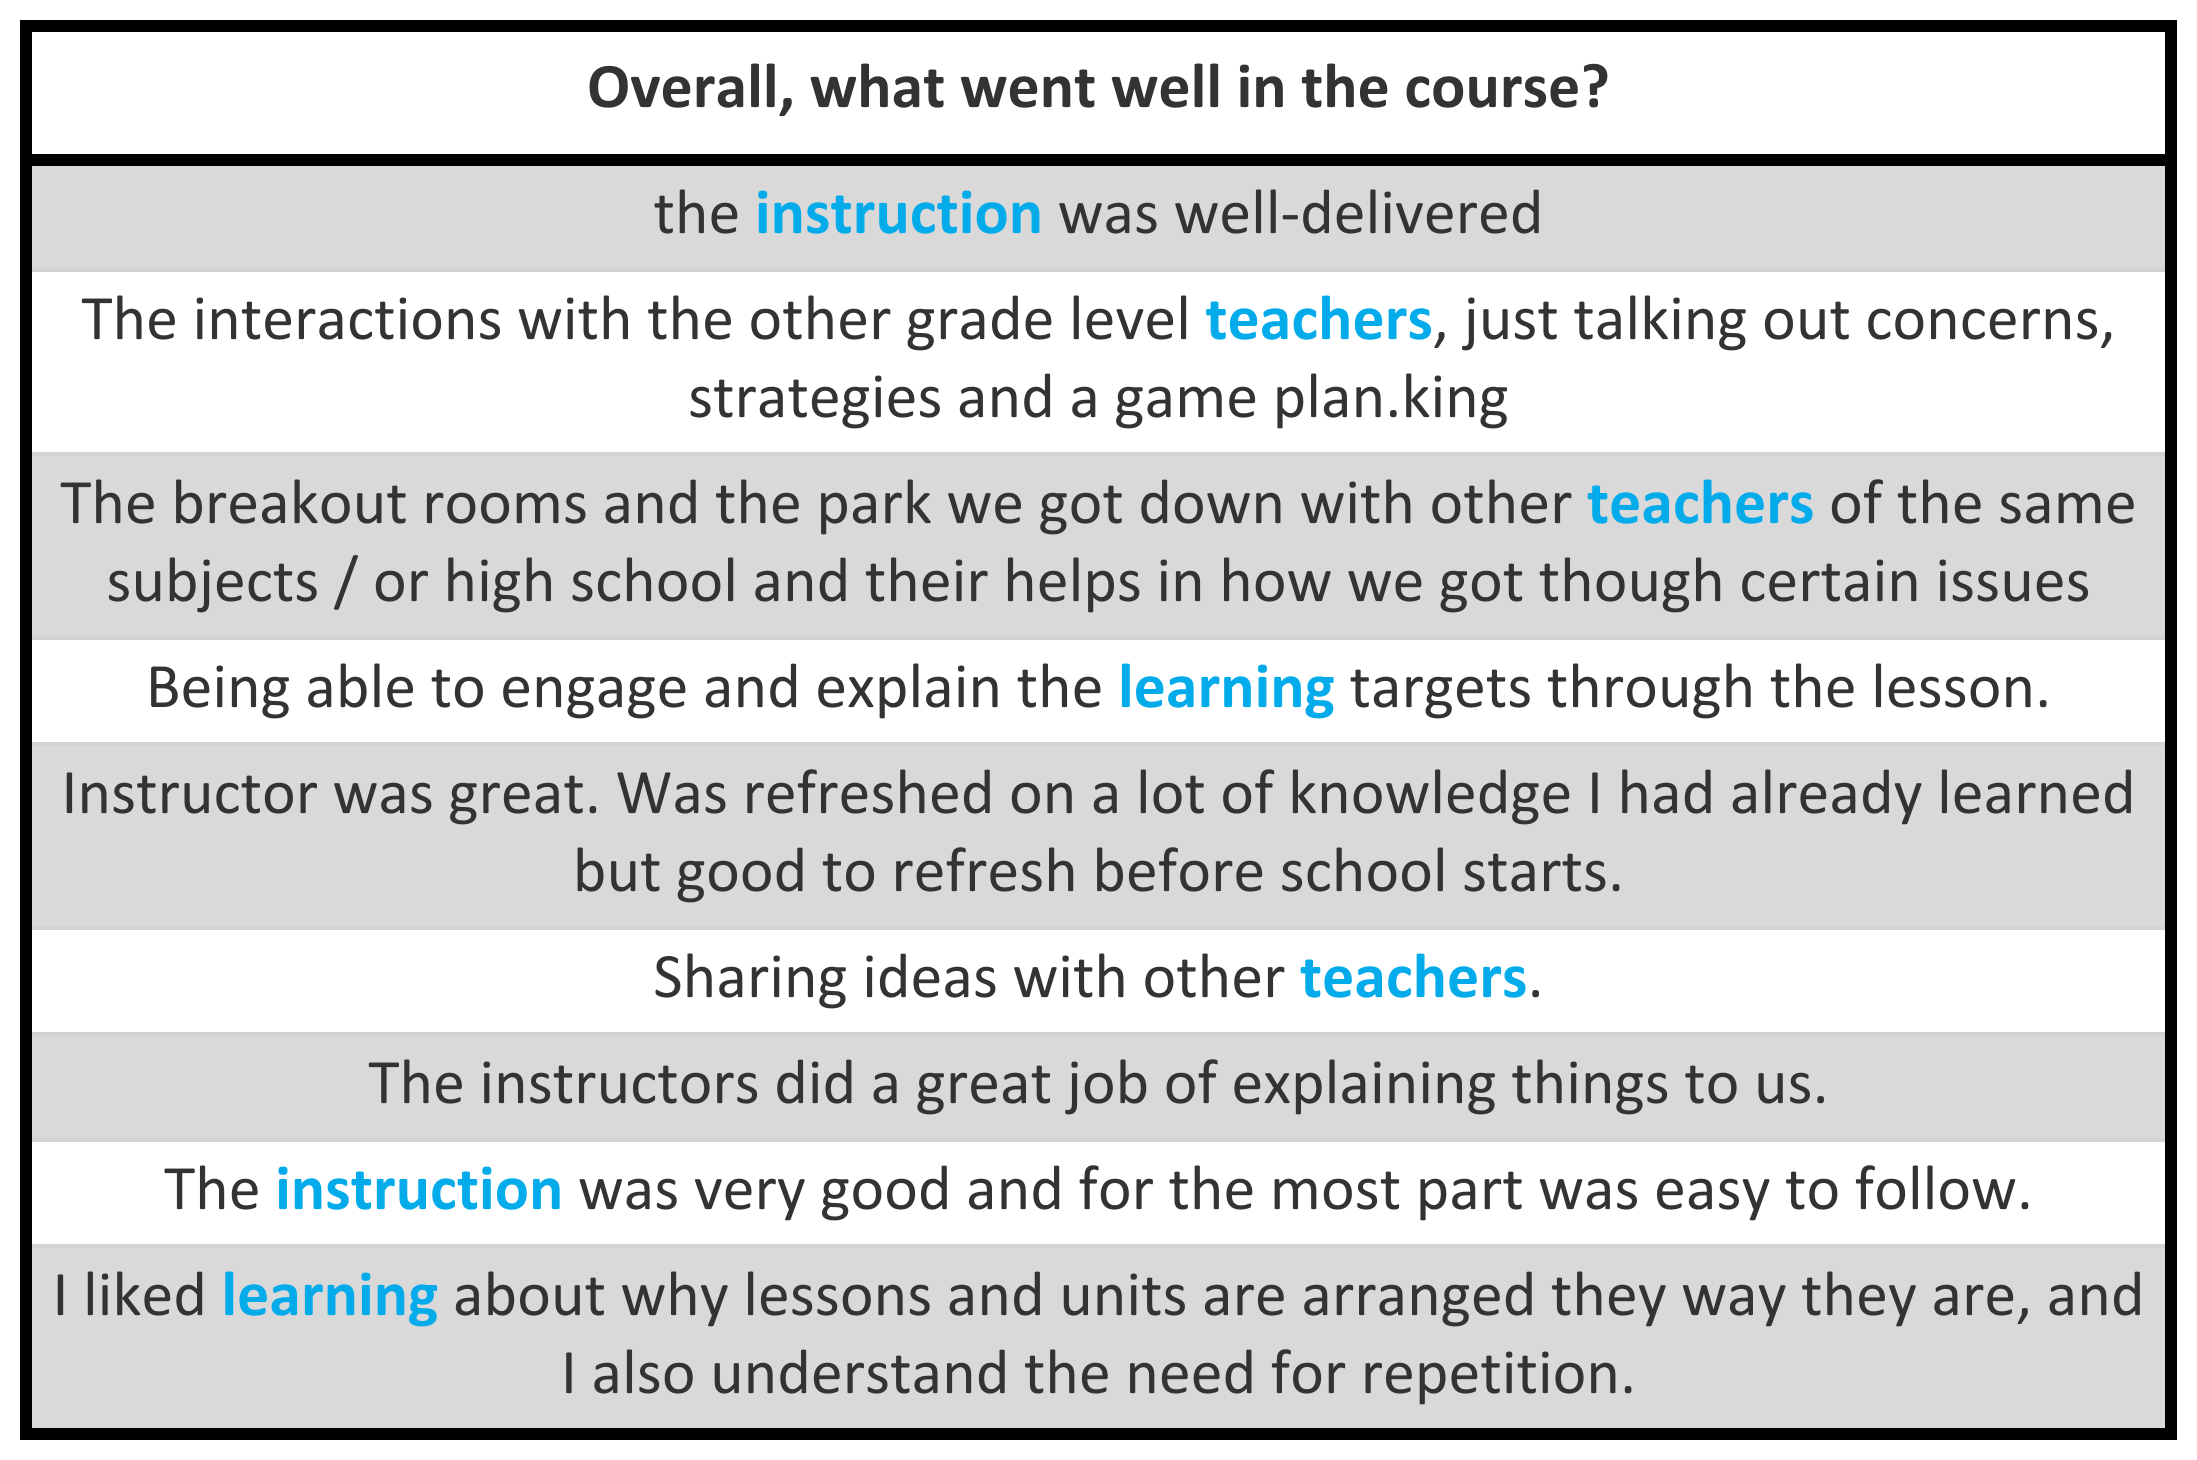 Overall, what went well in the course?
the instruction was well-delivered
The interactions with the other grade level teachers, just talking out concerns,
strategies and a game plan.king
The breakout rooms and the park we got down with other teachers of the same
subjects / or high school and their helps in how we got though certain issues
Being able to engage and explain the learning targets through the lesson.
Instructor was great. Was refreshed on a lot of knowledge I had already learned
but good to refresh before school starts.
Sharing ideas with other teachers.
The instructors did a great job of explaining things to us.
The instruction was very good and for the most part was easy to follow.
I liked learning about why lessons and units are arranged they way they are, and
I also understand the need for repetition.